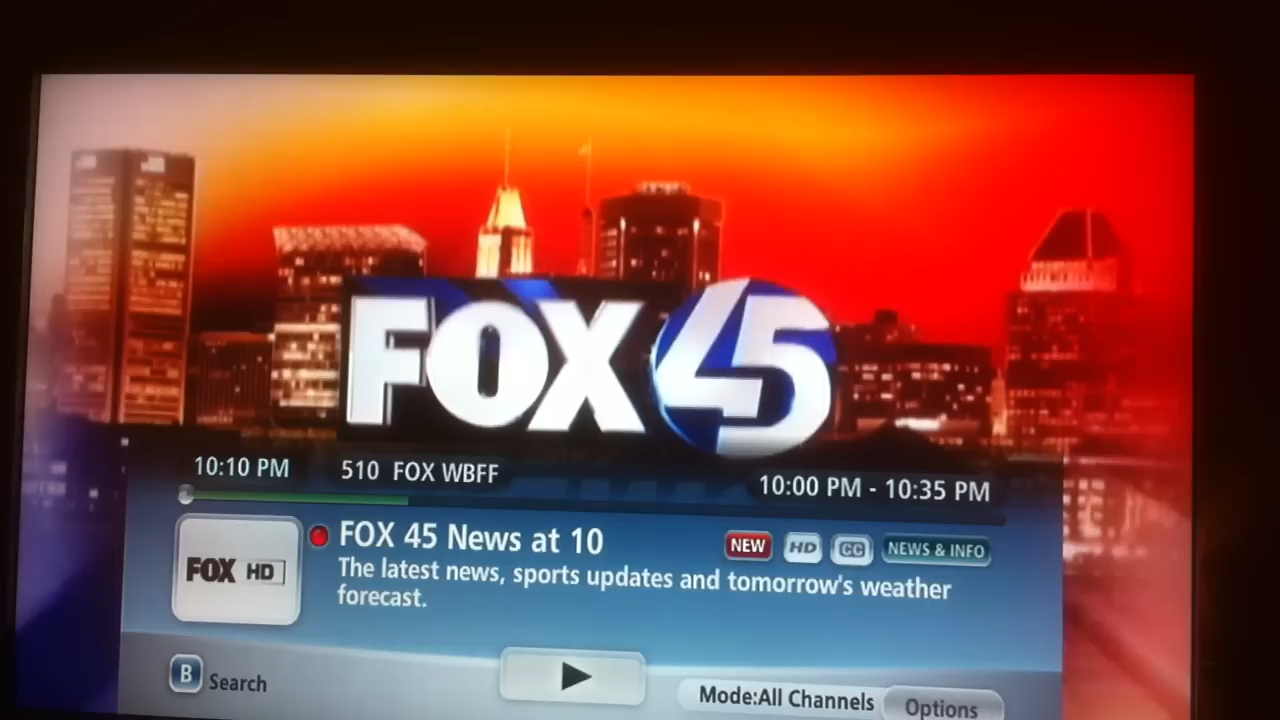 FOX 45
10:10 PM
510 FOX WBFF
10:00 PM - 10:35 PM
FOX HD
FOX 45 News at 10
NEW
HD
CC
NEWS & INFO
The latest news, sports updates and tomorrow's weather
forecast.
B Search
Mode:All Channels
Options